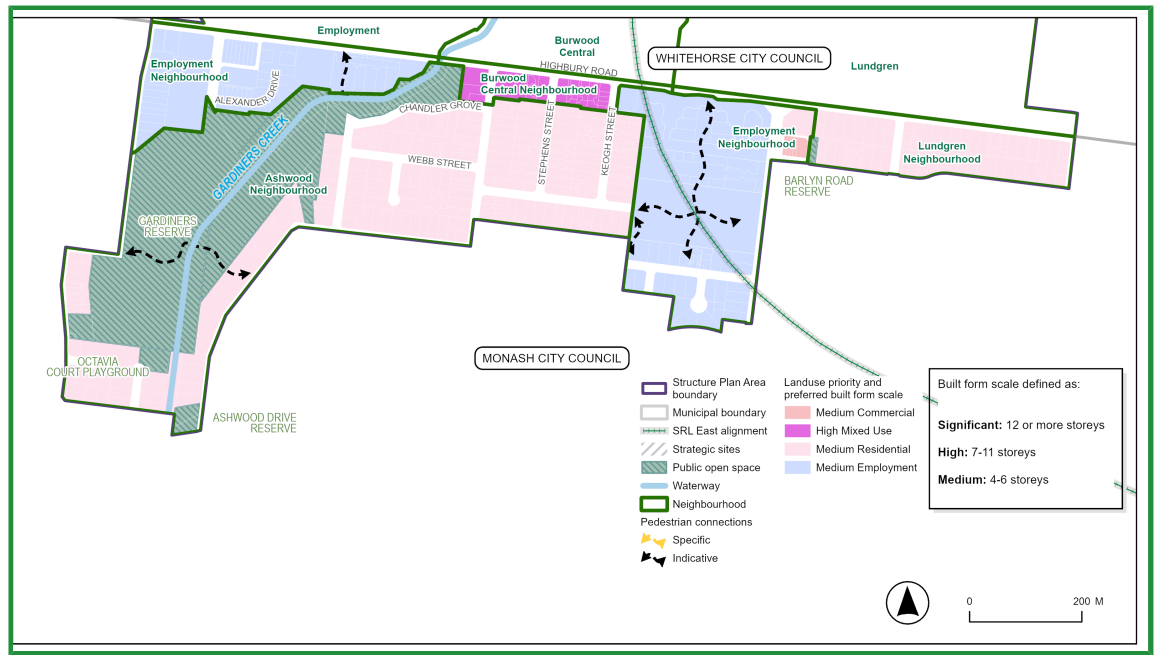 Employment
Burwood
Central
WHITEHORSE CITY COUNCIL
Lundgren
Employment
Neighbourhood
HIGHBURY ROAD
ALEXANDER DRIVE
Burwood
Central Neighbourhood
CHANDLER GROVE
GARDINERS CREEK
STEPHENS STREET
KEOGH STREET
Employment
Neighbourhood
Lundgren
Neighbourhood
WEBB STREET
Ashwood
Neighbourhood
BARLYN ROAD
RESERVE
GARDINERS
RESERVE
OCTAVIA
COURT PLAYGROUND
MONASH CITY COUNCIL
ASHWOOD DRIVE
RESERVE
Structure Plan Area
boundary
Municipal boundary
SRL East alignment
Strategic sites
Public open space
Waterway
Neighbourhood
Pedestrian connections
Specific
Indicative
Landuse priority and
preferred built form scale
Medium Commercial
High Mixed Use
Medium Residential
Medium Employment
Built form scale defined as:
Significant: 12 or more storeys
High: 7-11 storeys
Medium: 4-6 storeys
0 200 M